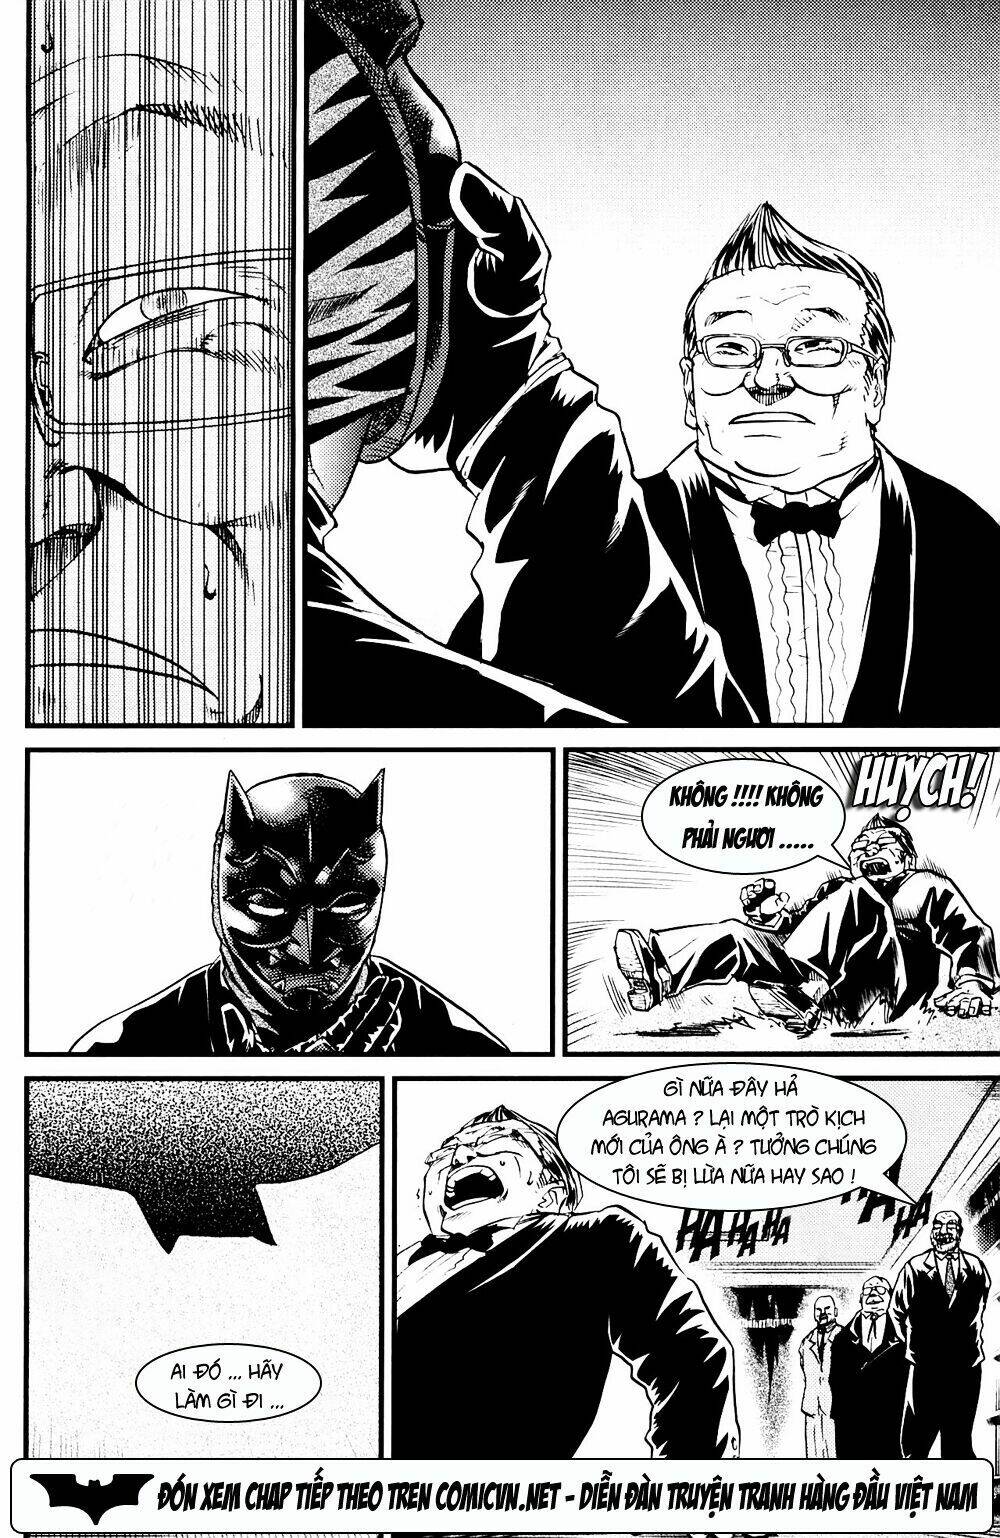 HUỴCH!
KHÔNG !!!! KHÔNG
PHẢI NGƯƠI .....
GÌ NỮA ĐÂY HẢ
AGURAMA ? LẠI MỘT TRÒ KỊCH
MỚI CỦA ÔNG À ? TƯỞNG CHÚNG
TÔI SẼ BỊ LỪA NỮA HAY SAO !
HA HA HA
HA HA
AI ĐÓ ... HÃY
LÀM GÌ ĐI ...
ĐÓN XEM CHAP TIẾP THEO TREN COMICVN.NET - DIỄN ĐÀN TRUYỆN TRANH HÀNG ĐẦU VIỆT NAM